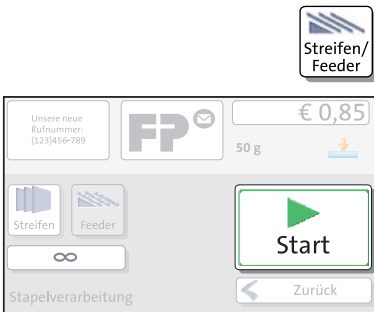 Streifen/
Feeder
Unsere neue
Rufnummer:
(123)456-789
FP
€ 0,85
50 g
Streifen
Feeder
Start
∞
Stapelverarbeitung
Zurück